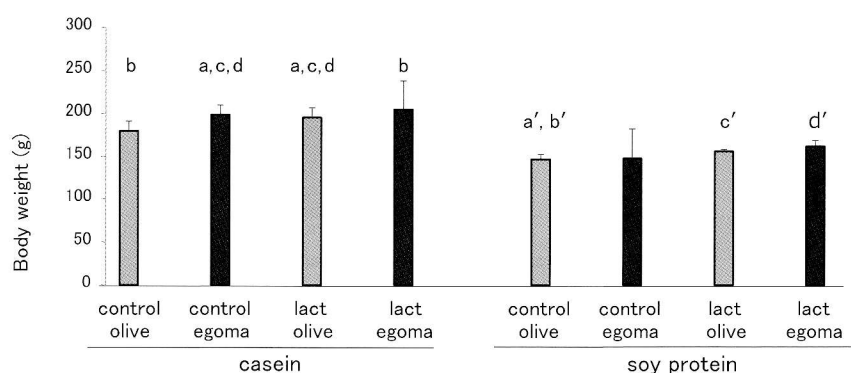 300
250
200
150
100
50
0
Body weight (g)
b
a,c,d
a,c,d
b
a′, b′
c′
d′
control olive
control egoma
lact olive
lact egoma
control olive
control egoma
lact olive
lact egoma
casein
soy protein